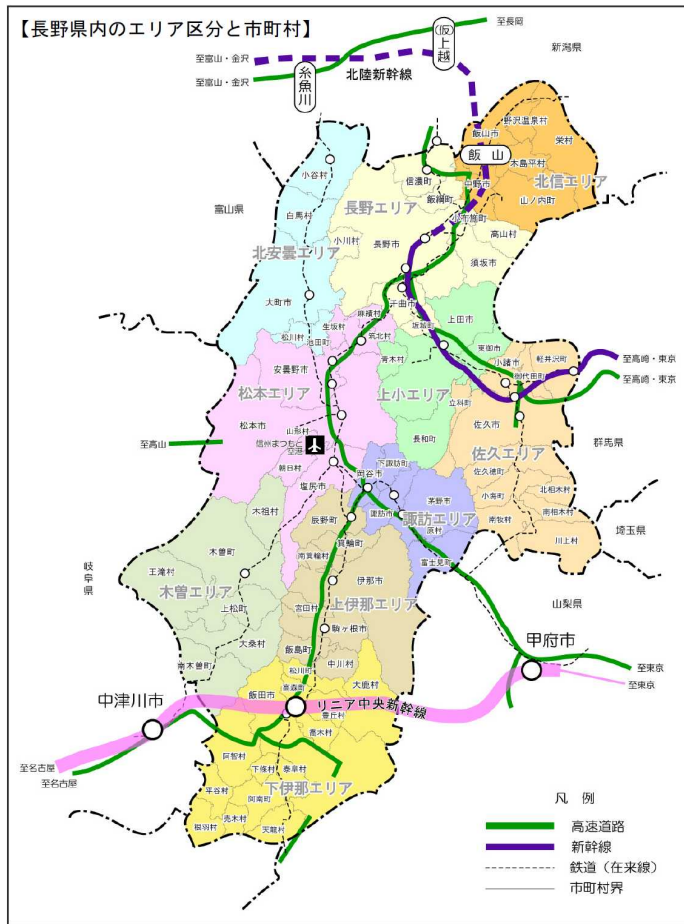 【長野県内のエリア区分と市町村】
至長岡
(仮)上越
新潟県
至富山・金沢
北陸新幹線
糸魚川
至富山・金沢
野沢温泉村
飯山市
栄村
飯山
木島平村
小谷村
信濃町
中野市
北信エリア
飯綱町
山ノ内町
富山県
白馬村
長野エリア
小布施町
小川村
長野市
高山村
北安曇エリア
須坂市
大町市
千曲市
麻績村
生坂村
筑北村
坂城町
上田市
松川村
池田町
東御市
青木村
小諸市
軽井沢町
安曇野市
御代田町
至高崎・東京
至高崎・東京
松本エリア
上小エリア
立科町
松本市
佐久市
山形村
長和町
群馬県
至高山
信州まつもと空港
佐久エリア
下諏訪町
朝日村
岡谷市
佐久穂町
塩尻市
茅野市
北相木村
小海町
諏訪市
諏訪エリア
南相木村
木祖村
辰野町
原村
南牧村
埼玉県
箕輪町
川上村
木曽町
南箕輪村
富士見町
王滝村
伊那市
岐阜県
木曽エリア
上伊那エリア
上松町
宮田村
山梨県
駒ヶ根市
大桑村
飯島町
甲府市
中川村
南木曽町
松川町
至東京
大鹿村
至東京
中津川市
飯田市
高森町
リニア中央新幹線
豊丘村
喬木村
至名古屋
阿智村
至名古屋
下條村
泰阜村
下伊那エリア
平谷村
阿南町
凡例
売木村
根羽村
天龍村
高速道路
新幹線
鉄道（在来線）
市町村界